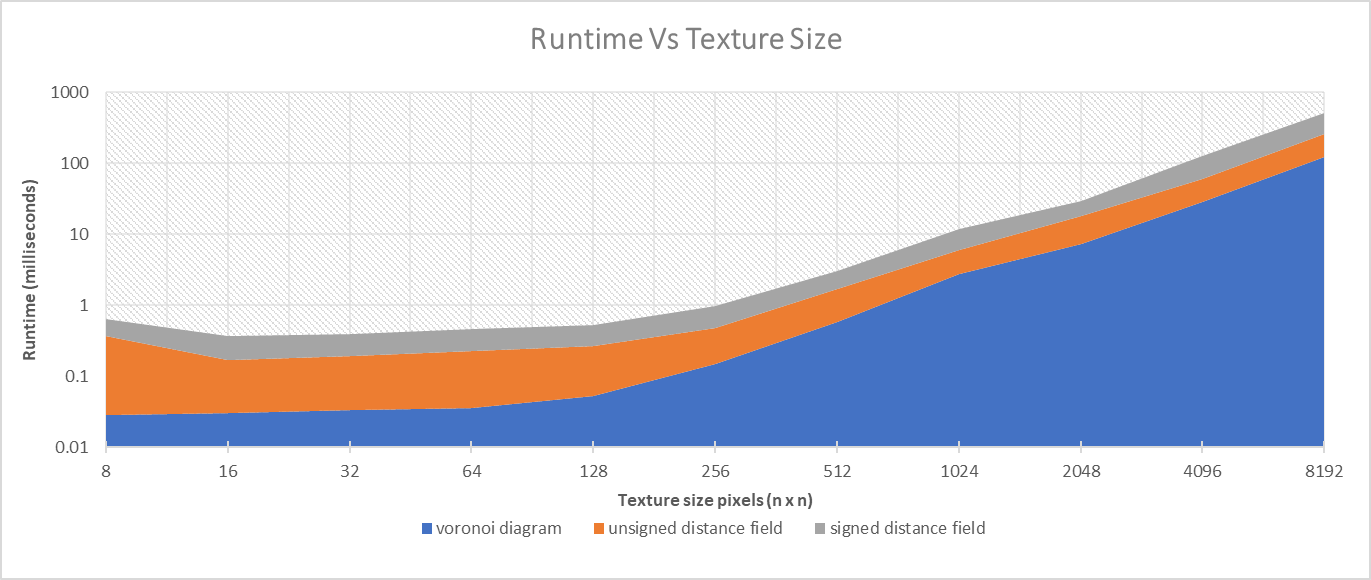 Runtime Vs Texture Size
1000
100
10
1
0.1
0.01
Runtime (milliseconds)
8 16 32 64 128 256 512 1024 2048 4096 8192
Texture size pixels (n x n)
voronoi diagram unsigned distance field signed distance field